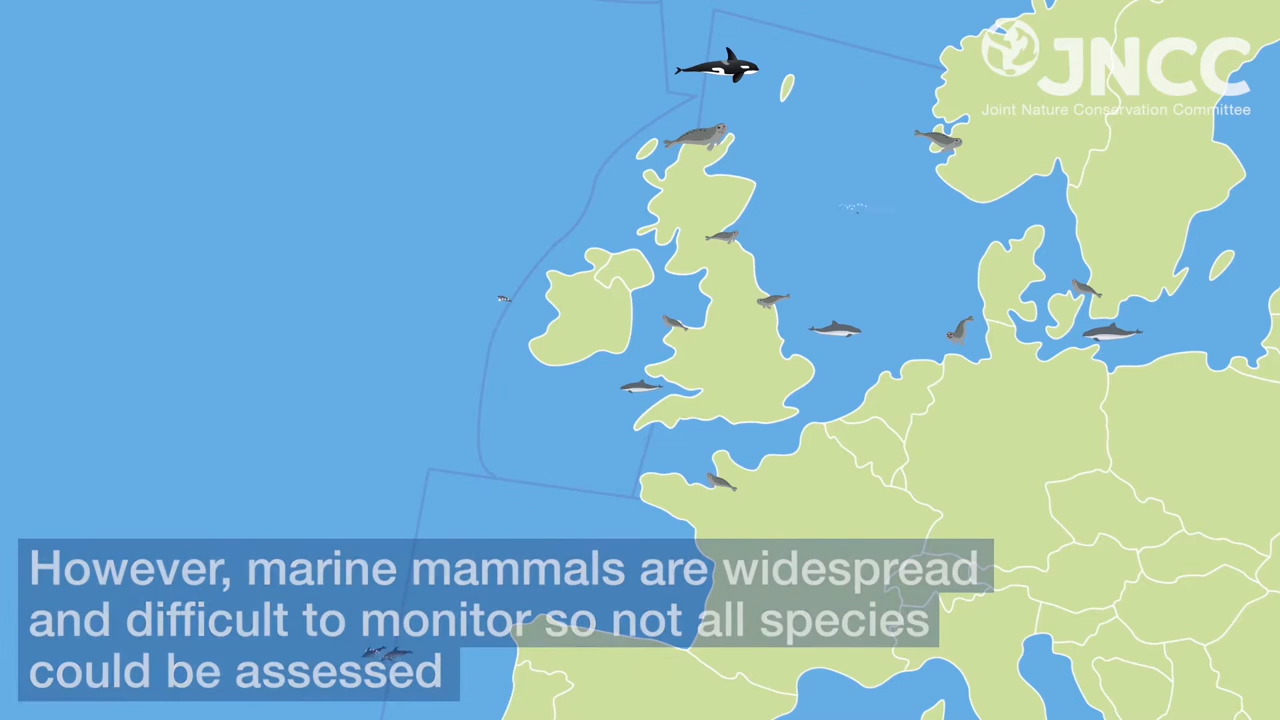 JNCC
Joint Nature Conservation Committee
However, marine mammals are widespread
and difficult to monitor so not all species
could be assessed